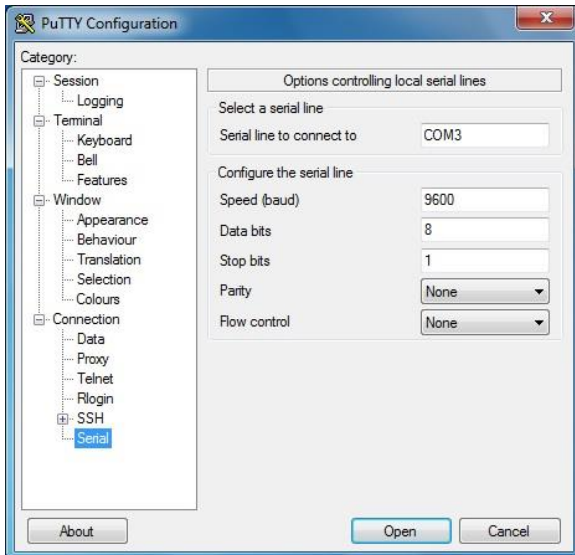 PuTTY Configuration
Category:
Session
Logging
Terminal
Keyboard
Bell
Features
Window
Appearance
Behaviour
Translation
Selection
Colours
Connection
Data
Proxy
Telnet
Rlogin
SSH
Serial
Options controlling local serial lines
Select a serial line
Serial line to connect to COM3
Configure the serial line
Speed (baud) 9600
Data bits 8
Stop bits 1
Parity None
Flow control None
About Open Cancel